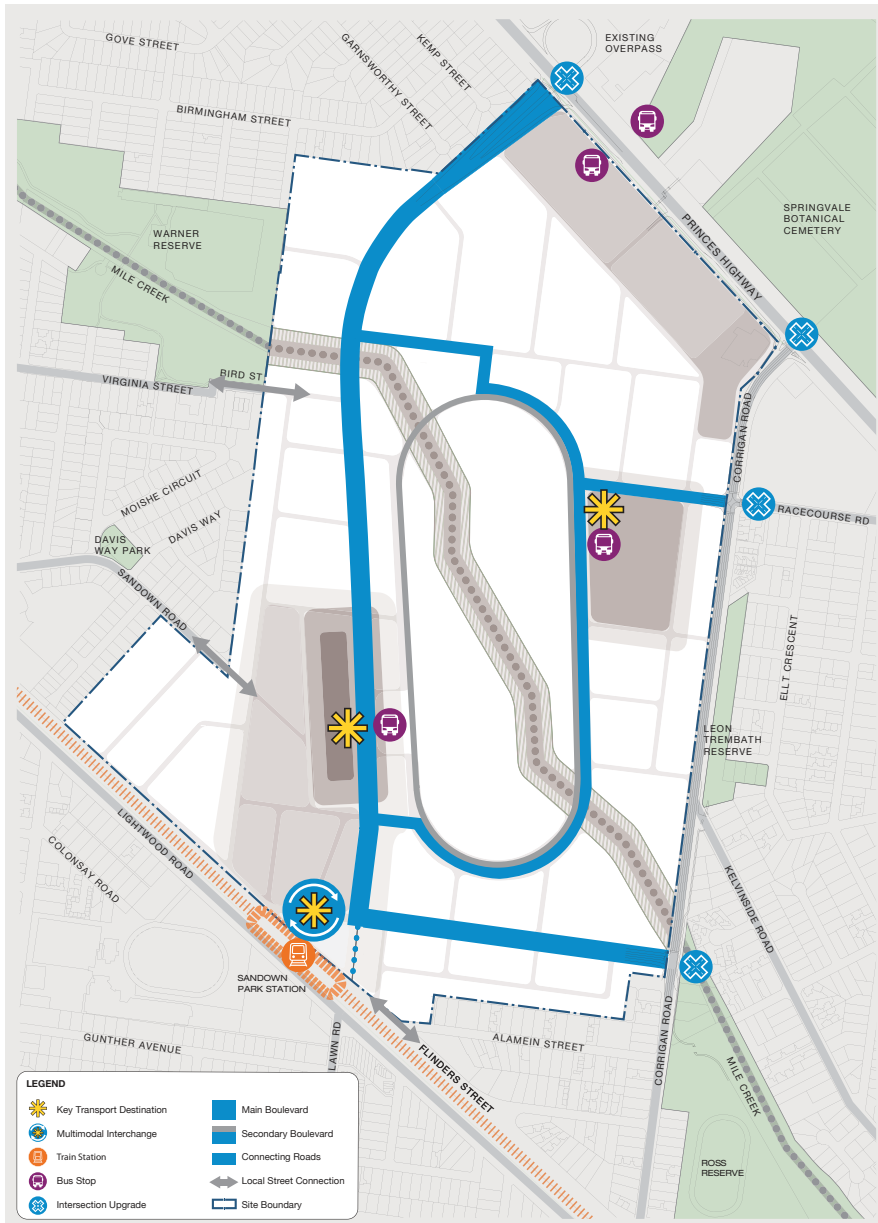 GOVE STREET
KEMP STREET
GARNSWORTHY STREET
EXISTING
OVERPASS
BIRMINGHAM STREET
SPRINGVALE
BOTANICAL
CEMETERY
WARNER
RESERVE
PRINCES HIGHWAY
MILE CREEK
BIRD ST
VIRGINIA STREET
CORRIGAN ROAD
MOISHE CIRCUIT
RACECOURSE RD
DAVIS WAY
DAVIS
WAY PARK
SANDOWN ROAD
ELLT CRESCENT
LEON
TREMBATH
RESERVE
LIGHTWOOD ROAD
COLONSAY ROAD
KELVINSIDE ROAD
SANDOWN
PARK STATION
GUNTHER AVENUE
LAWN RD
FLINDERS STREET
ALAMEIN STREET
CORRIGAN ROAD
MILE CREEK
ROSS
RESERVE
LEGEND
Key Transport Destination
Multimodal Interchange
Train Station
Bus Stop
Intersection Upgrade
Main Boulevard
Secondary Boulevard
Connecting Roads
Local Street Connection
Site Boundary